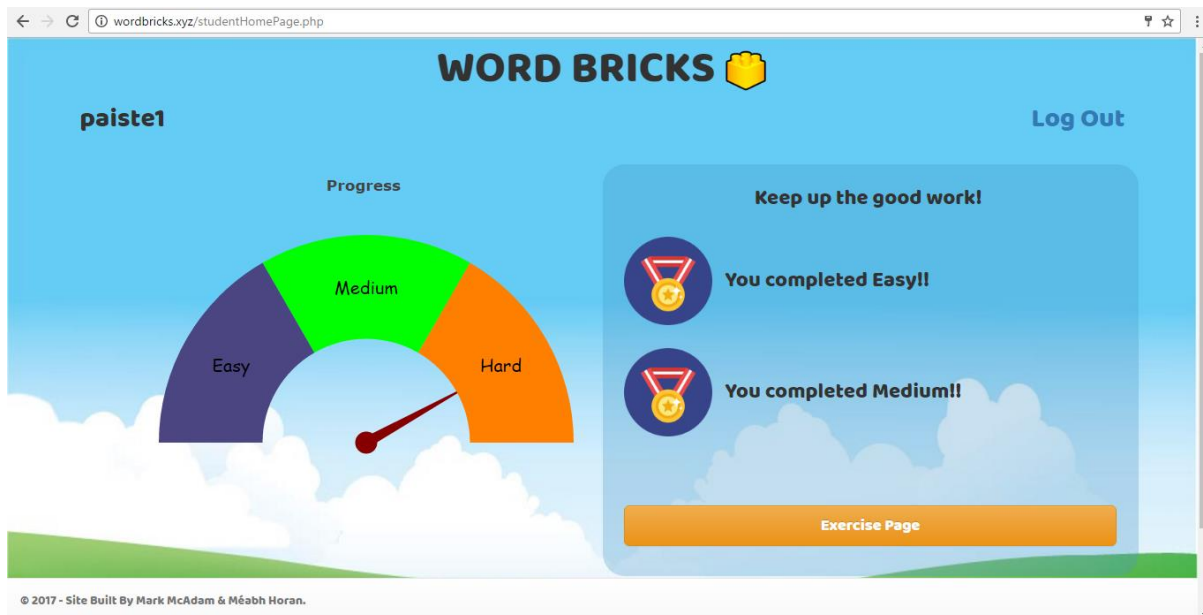 wordbricks.xyz/studentHomePage.php
WORD BRICKS
paiste1
Log Out
Progress
Easy
Medium
Hard
Keep up the good work!
You completed Easy!!
You completed Medium!!
Exercise Page
© 2017 - Site Built By Mark McAdam & Méabh Horan.